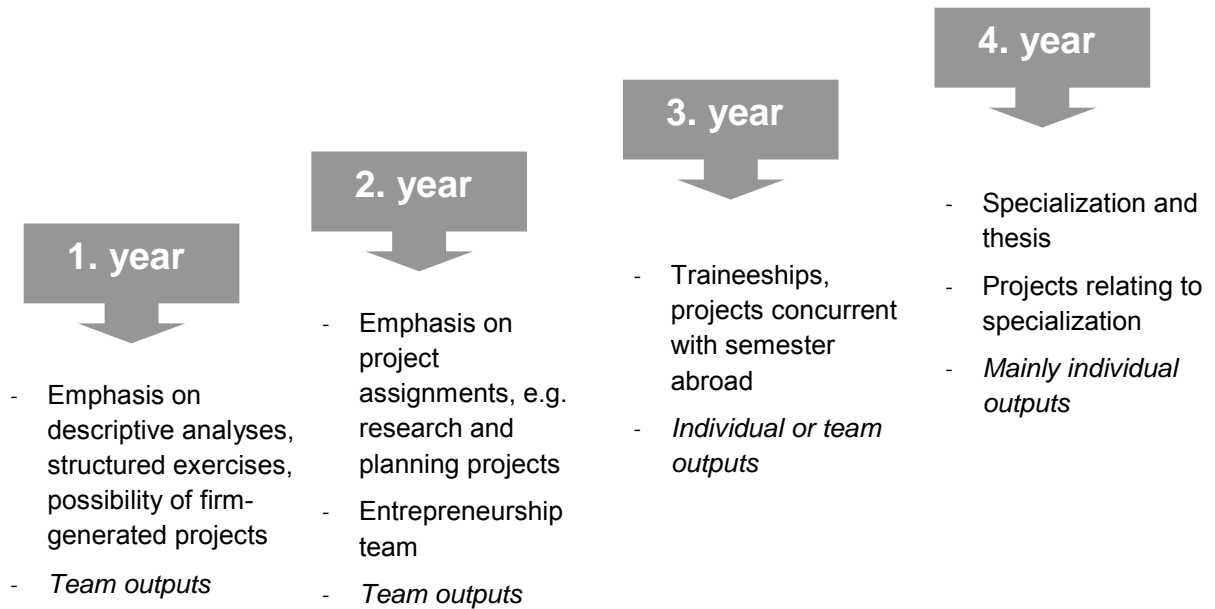 1. year
- Emphasis on
descriptive analyses,
structured exercises,
possibility of firm-
generated projects
- Team outputs
2. year
- Emphasis on
project
assignments, e.g.
research and
planning projects
- Entrepreneurship
team
- Team outputs
3. year
- Traineeships,
projects concurrent
with semester
abroad
- Individual or team
outputs
4. year
- Specialization and
thesis
- Projects relating to
specialization
- Mainly individual
outputs